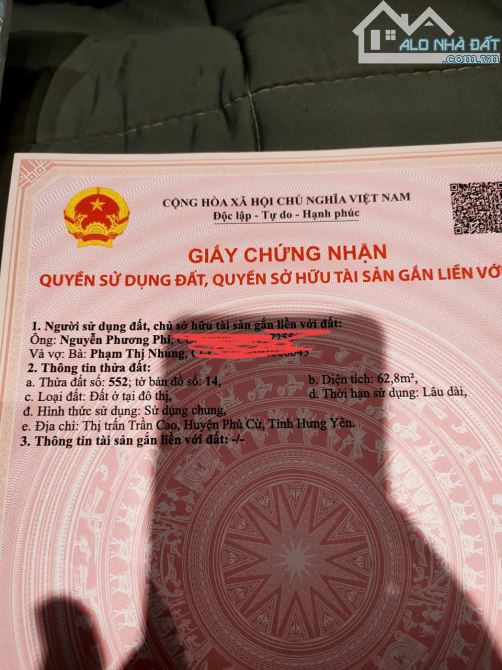 ALO NHÀ ĐẤT
.com.vn
CỘNG HÒA XÃ HỘI CHỦ NGHĨA VIỆT NAM
Độc lập - Tự do - Hạnh phúc
GIẤY CHỨNG NHẬN
QUYỀN SỬ DỤNG ĐẤT, QUYỀN SỞ HỮU TÀI SẢN GẮN LIỀN VỚI
1. Người sử dụng đất, chủ sở hữu tài sản gắn liền với đất:
Ông: Nguyễn Phương Phi,
Và vợ: Bà: Phạm Thị Nhung,
2. Thông tin thửa đất:
a. Thửa đất số: 552; tờ bản đồ số: 14, b. Diện tích: 62,8m²,
c. Loại đất: Đất ở tại đô thị, d. Thời hạn sử dụng: Lâu dài,
đ. Hình thức sử dụng: Sử dụng chung,
e. Địa chỉ: Thị trấn Trần Cao, Huyện Phù Cừ, Tỉnh Hưng Yên.
3. Thông tin tài sản gắn liền với đất: -/-